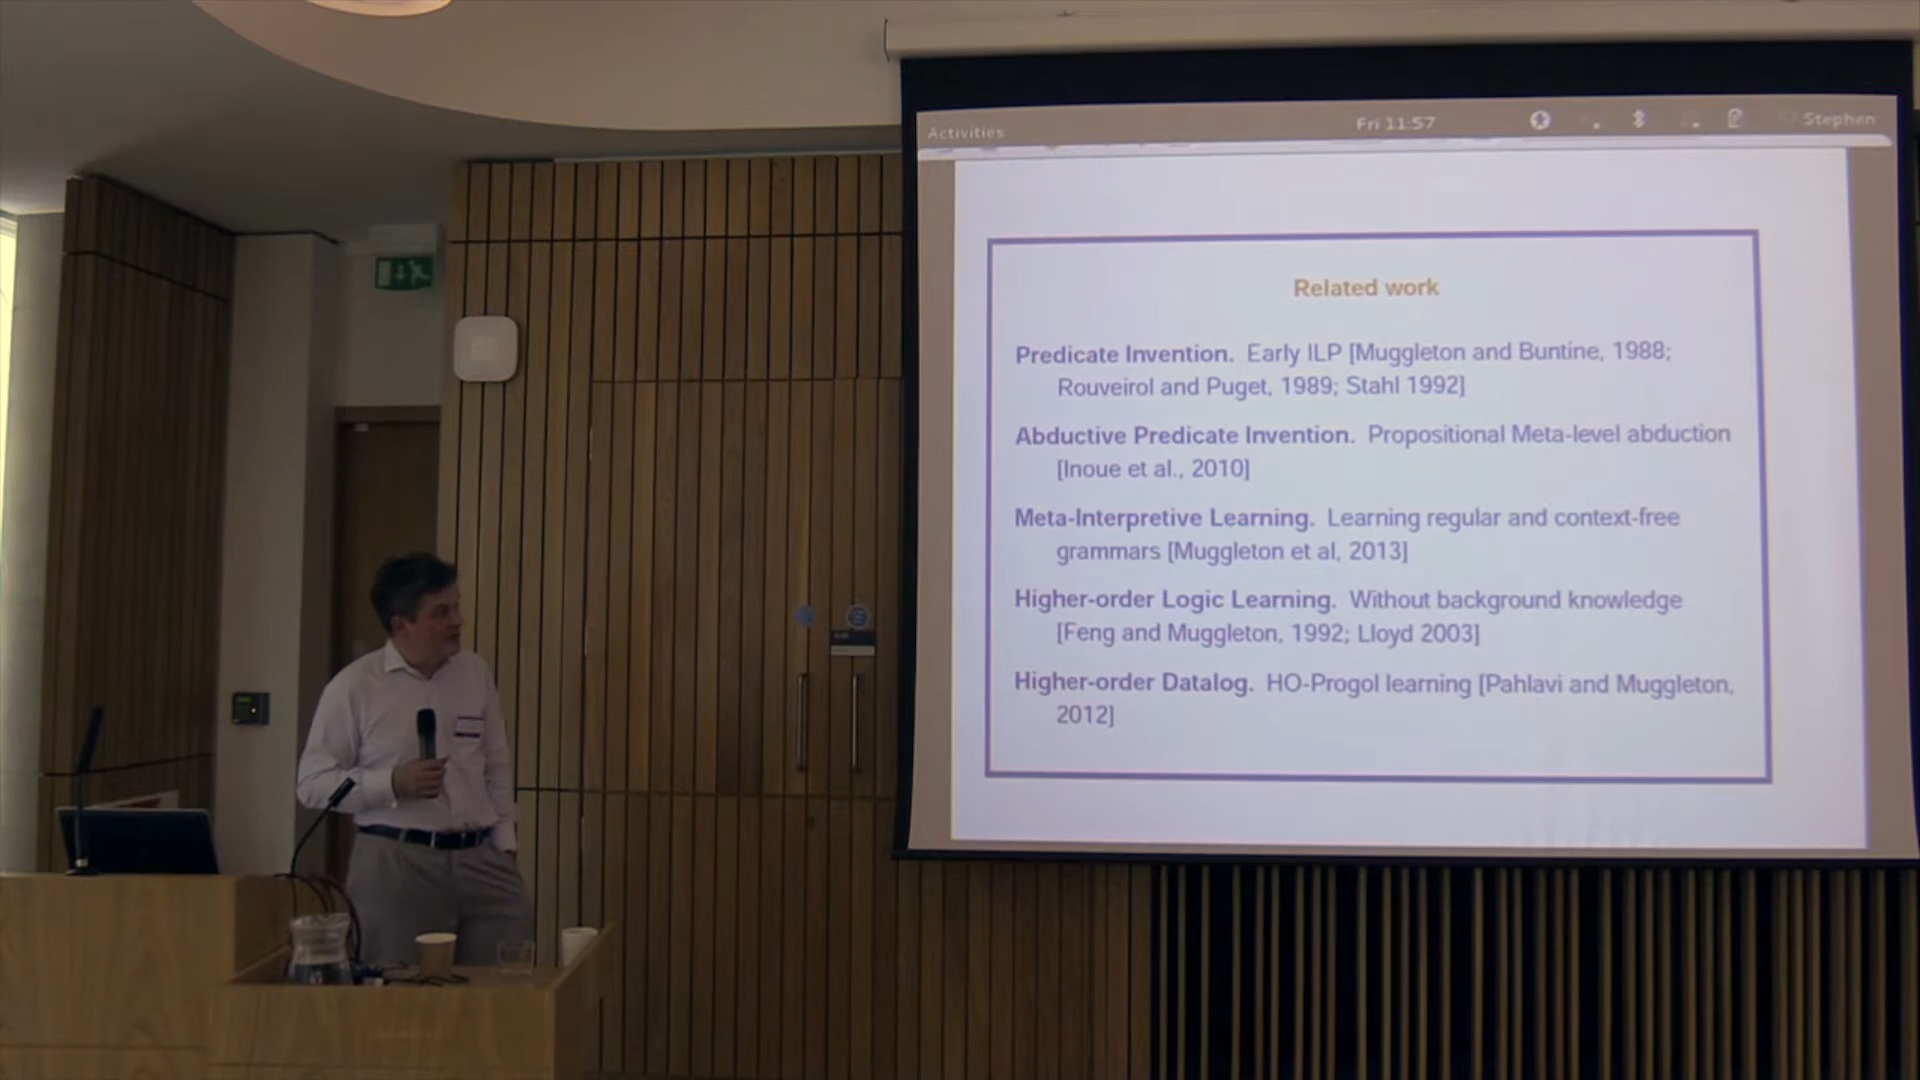 Activities
Fri 11:57
Stephen
Related work
Predicate Invention. Early ILP [Muggleton and Buntine, 1988;
Rouveirol and Puget, 1989; Stahl 1992]
Abductive Predicate Invention. Propositional Meta-level abduction
[Inoue et al., 2010]
Meta-Interpretive Learning. Learning regular and context-free
grammars [Muggleton et al, 2013]
Higher-order Logic Learning. Without background knowledge
[Feng and Muggleton, 1992; Lloyd 2003]
Higher-order Datalog. HO-Progol learning [Pahlavi and Muggleton,
2012]